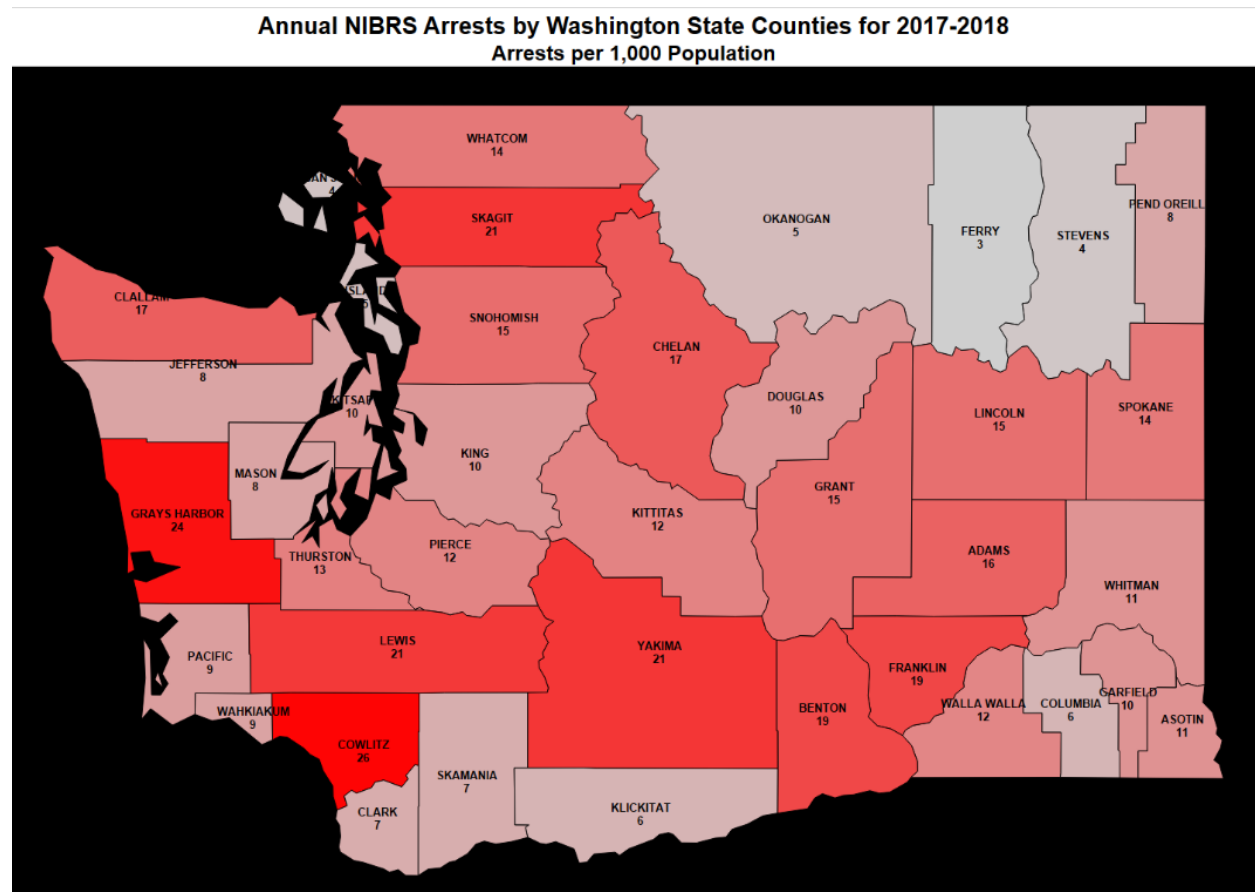 Annual NIBRS Arrests by Washington State Counties for 2017-2018
Arrests per 1,000 Population
WHATCOM
14
4
SKAGIT
21
OKANOGAN
5
FERRY
3
STEVENS
4
PEND OREILL
8
CLALLAM
17
5
SNOHOMISH
15
CHELAN
17
JEFFERSON
8
KITSAP
10
DOUGLAS
10
LINCOLN
15
SPOKANE
14
MASON
8
KING
10
GRANT
15
GRAYS HARBOR
24
KITTITAS
12
THURSTON
13
PIERCE
12
ADAMS
16
WHITMAN
11
LEWIS
21
YAKIMA
21
PACIFIC
9
FRANKLIN
19
WAHKIAKUM
9
BENTON
19
WALLA WALLA
12
COLUMBIA
6
GARFIELD
10
ASOTIN
11
COWLITZ
26
SKAMANIA
7
CLARK
7
KLICKITAT
6